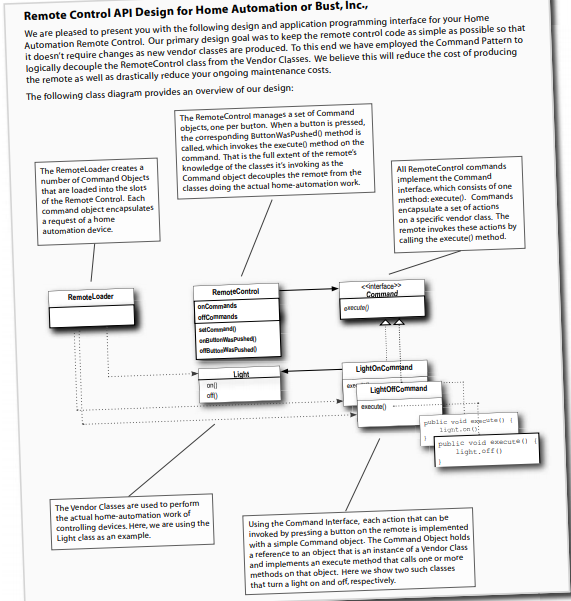 Remote Control API Design for Home Automation or Bust, Inc.,
We are pleased to present you with the following design and application programming interface for your Home
Automation Remote Control. Our primary design goal was to keep the remote control code as simple as possible so that
it doesn't require changes as new vendor classes are produced. To this end we have employed the Command Pattern to
logically decouple the RemoteControl class from the Vendor Classes. We believe this will reduce the cost of producing
the remote as well as drastically reduce your ongoing maintenance costs.
The following class diagram provides an overview of our design:
The RemoteControl manages a set of Command
objects, one per button. When a button is pressed,
the corresponding ButtonWasPushed() method is
called, which invokes the execute() method on the
command. That is the full extent of the remote's
knowledge of the classes it's invoking as the
Command object decouples the remote from the
classes doing the actual home-automation work.
The RemoteLoader creates a
number of Command Objects
that are loaded into the slots
of the Remote Control. Each
command object encapsulates
a request of a home
automation device.
All RemoteControl commands
implement the Command
interface, which consists of one
method: execute(). Commands
encapsulate a set of actions
on a specific vendor class. The
remote invokes these actions by
calling the execute() method.
RemoteLoader
RemoteControl
onCommands
offCommands
setCommand()
onButtonWasPushed()
offButtonWasPushed()
<<interface>>
Command
execute()
Light
on()
off()
LightOnCommand
exec
LightOffCommand
execute()
public void execute() {
light.on()
}
public void execute() {
light.off()
}
The Vendor Classes are used to perform
the actual home-automation work of
controlling devices. Here, we are using the
Light class as an example.
Using the Command Interface, each action that can be
invoked by pressing a button on the remote is implemented
with a simple Command object. The Command Object holds
a reference to an object that is an instance of a Vendor Class
and implements an execute method that calls one or more
methods on that object. Here we show two such classes
that turn a light on and off, respectively.